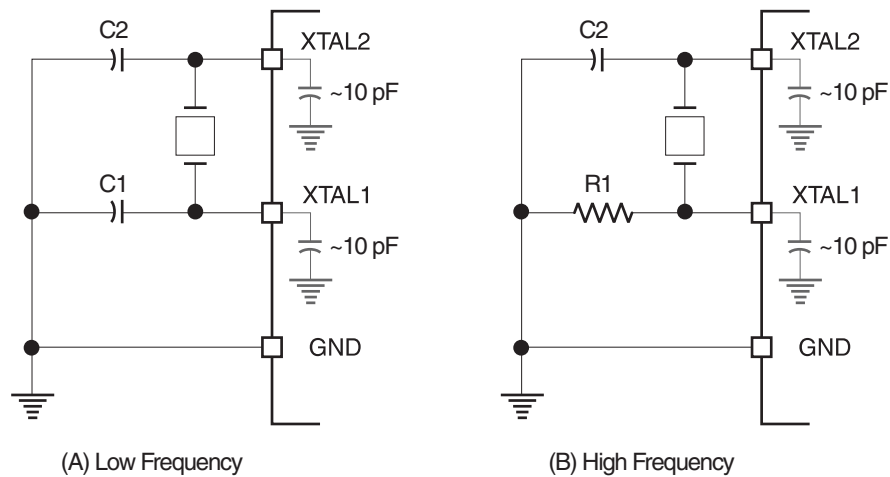 C2
XTAL2
~10 pF
C1
XTAL1
~10 pF
GND
(A) Low Frequency
C2
XTAL2
~10 pF
R1
XTAL1
~10 pF
GND
(B) High Frequency